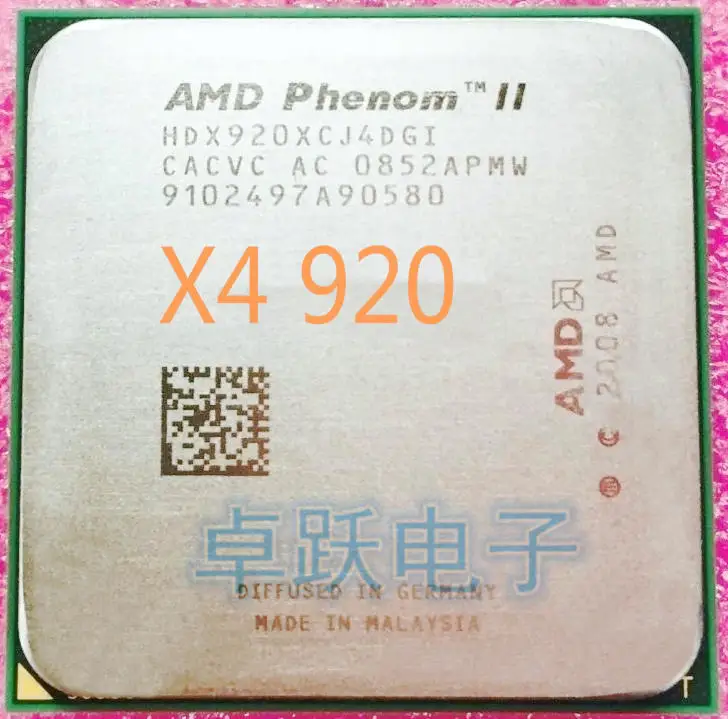 AMD Phenom™ II
HDX920XCJ4DGI
CACVC AC 0852APMW
9102497A90580
X4 920
AMD
© 2008 AMD
卓跃电子
DIFFUSED IN GERMANY
MADE IN MALAYSIA
T